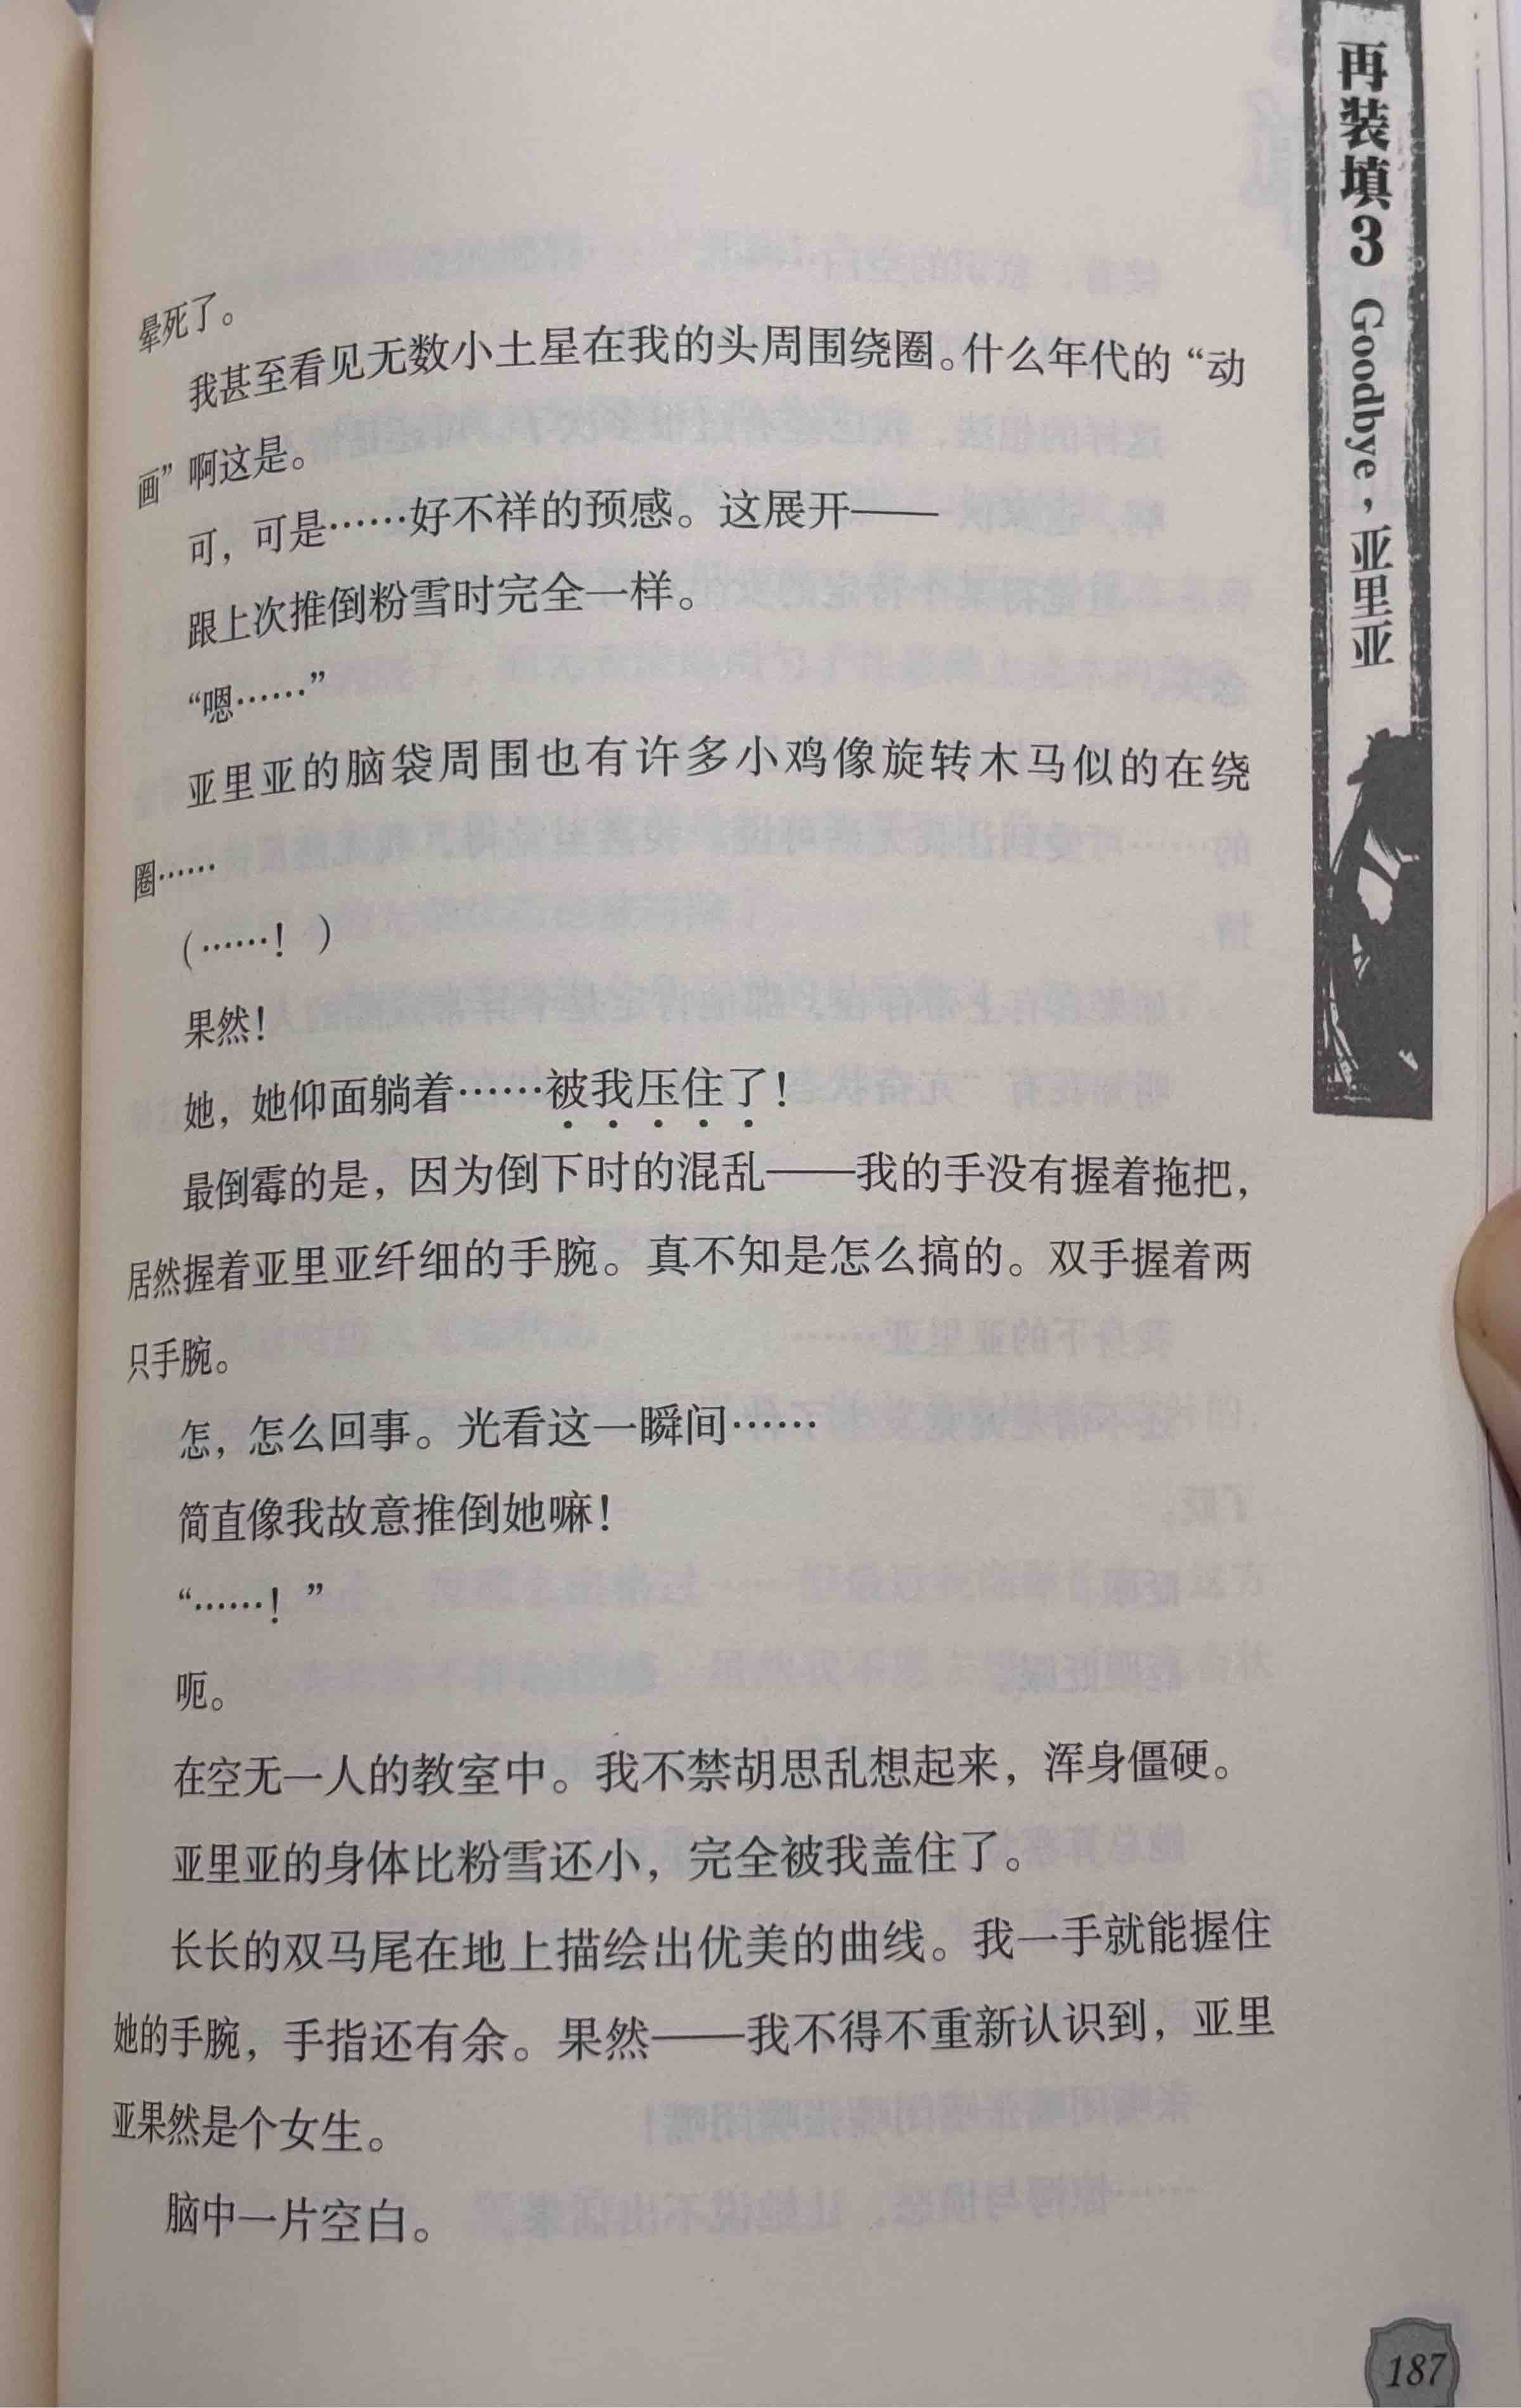 再装填3 Goodbye，亚里亚
晕死了。
我甚至看见无数小土星在我的头周围绕圈。什么年代的“动
画”啊这是。
可，可是……好不祥的预感。这展开——
跟上次推倒粉雪时完全一样。
“嗯……”
亚里亚的脑袋周围也有许多小鸡像旋转木马似的在绕
圈……
（……！）
果然！
她，她仰面躺着……被我压住了！
最倒霉的是，因为倒下时的混乱——我的手没有握着拖把，
居然握着亚里亚纤细的手腕。真不知是怎么搞的。双手握着两
只手腕。
怎，怎么回事。光看这一瞬间……
简直像我故意推倒她嘛！
“……！”
呃。
在空无一人的教室中。我不禁胡思乱想起来，浑身僵硬。
亚里亚的身体比粉雪还小，完全被我盖住了。
长长的双马尾在地上描绘出优美的曲线。我一手就能握住
她的手腕，手指还有余。果然——我不得不重新认识到，亚里
亚果然是个女生。
脑中一片空白。
187